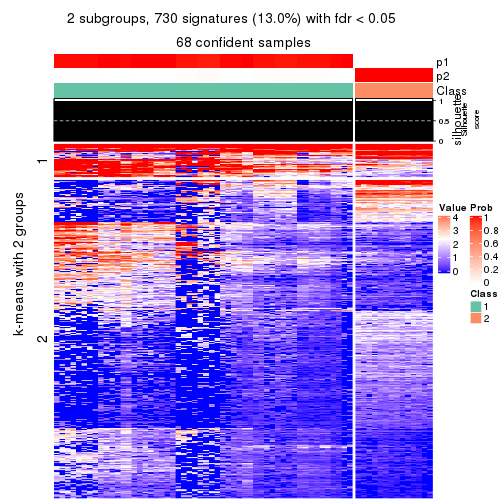 2 subgroups, 730 signatures (13.0%) with fdr < 0.05
68 confident samples
p1
p2
Class
silhouette
Silhouette
score
1
0.5
0
k-means with 2 groups
1
2
Value
4
3
2
1
0
Prob
1
0.8
0.6
0.4
0.2
0
Class
1
2